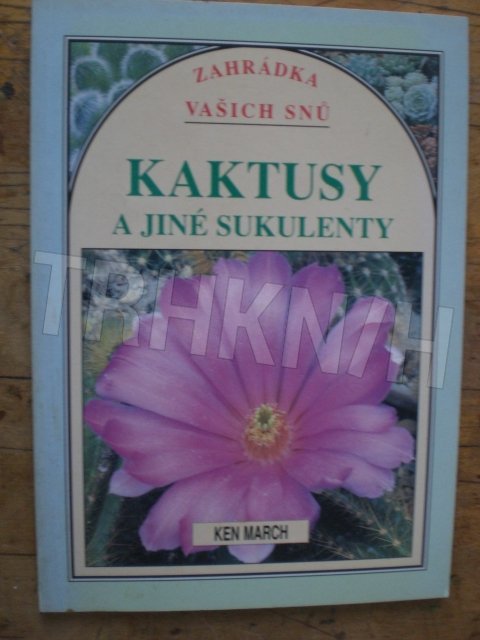 ZAHRÁDKA
VAŠICH SNŮ
KAKTUSY
A JINÉ SUKULENTY
TRHKNIH
KEN MARCH